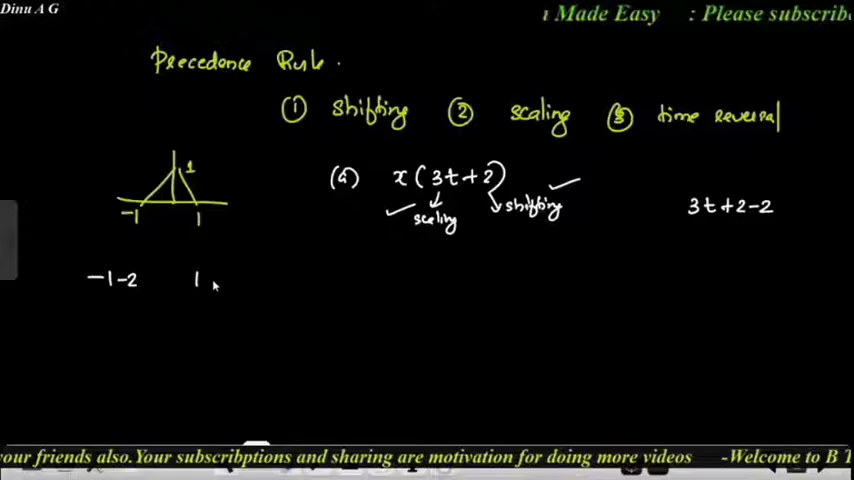 Dinu A G
ı Made Easy : Please subscrib
Precedence Rule .
① shifting ② scaling ③ time reversal
1
-1 1
(a) x(3t+2)
scaling shifting
3t+2-2
-1-2 1
your friends also.Your subscribptions and sharing are motivation for doing more videos -Welcome to B T